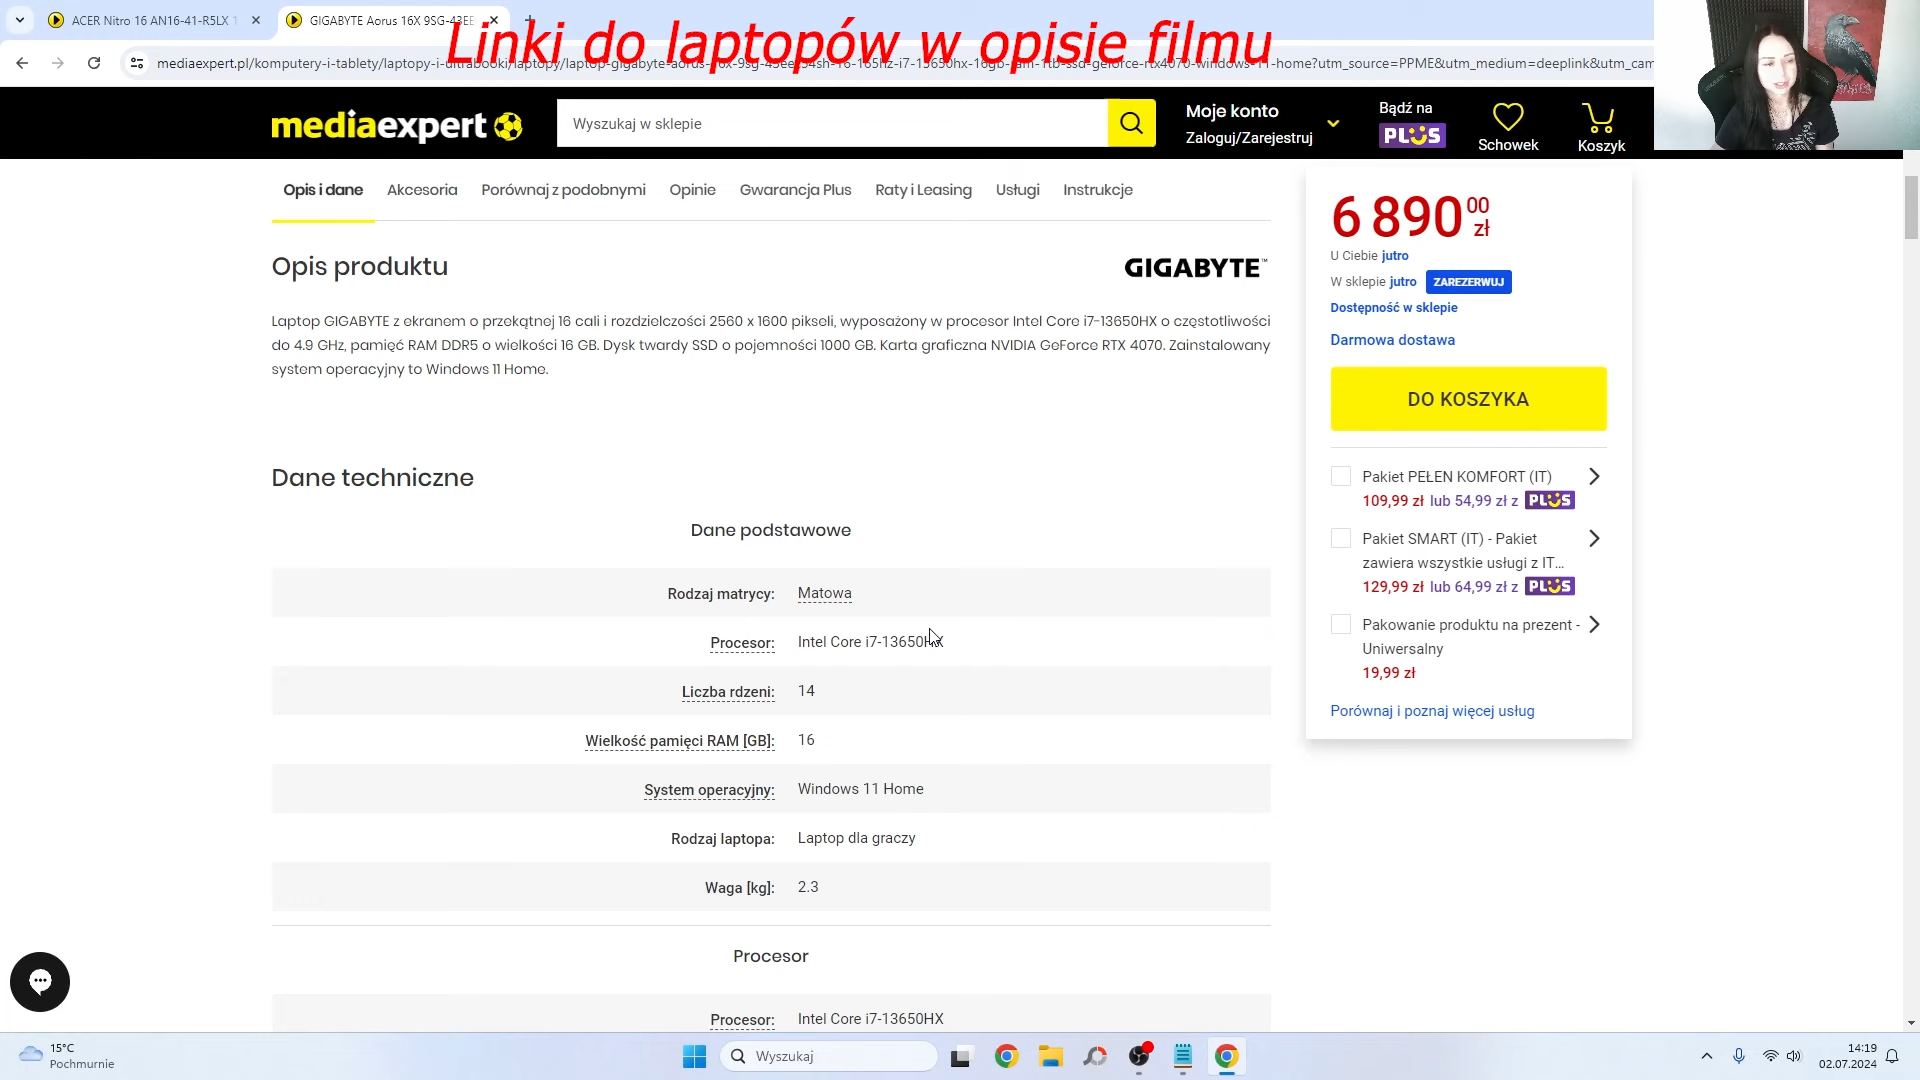 ACER Nitro 16 AN16-41-R5LX 1
GIGABYTE Aorus 16X 9SG-43EE
Linki do laptopów w opisie filmu
mediaexpert
Wyszukaj w sklepie
Moje konto
Zaloguj/Zarejestruj
Bądź na
PLUS
Schowek
Koszyk
Opis i dane
Akcesoria
Porównaj z podobnymi
Opinie
Gwarancja Plus
Raty i Leasing
Usługi
Instrukcje
Opis produktu
GIGABYTE™
Laptop GIGABYTE z ekranem o przekątnej 16 cali i rozdzielczości 2560 x 1600 pikseli, wyposażony w procesor Intel Core i7-13650HX o częstotliwości
do 4.9 GHz, pamięć RAM DDR5 o wielkości 16 GB. Dysk twardy SSD o pojemności 1000 GB. Karta graficzna NVIDIA GeForce RTX 4070. Zainstalowany
system operacyjny to Windows 11 Home.
Dane techniczne
Dane podstawowe
Rodzaj matrycy: Matowa
Procesor: Intel Core i7-13650HX
Liczba rdzeni: 14
Wielkość pamięci RAM [GB]: 16
System operacyjny: Windows 11 Home
Rodzaj laptopa: Laptop dla graczy
Waga [kg]: 2.3
Procesor
Procesor: Intel Core i7-13650HX
6 890 00 zł
U Ciebie jutro
W sklepie jutro ZAREZERWUJ
Dostępność w sklepie
Darmowa dostawa
DO KOSZYKA
Pakiet PEŁEN KOMFORT (IT)
109,99 zł lub 54,99 zł z PLUS
Pakiet SMART (IT) - Pakiet
zawiera wszystkie usługi z IT...
129,99 zł lub 64,99 zł z PLUS
Pakowanie produktu na prezent -
Uniwersalny
19,99 zł
Porównaj i poznaj więcej usług
15°C
Pochmurnie
Wyszukaj
14:19
02.07.2024